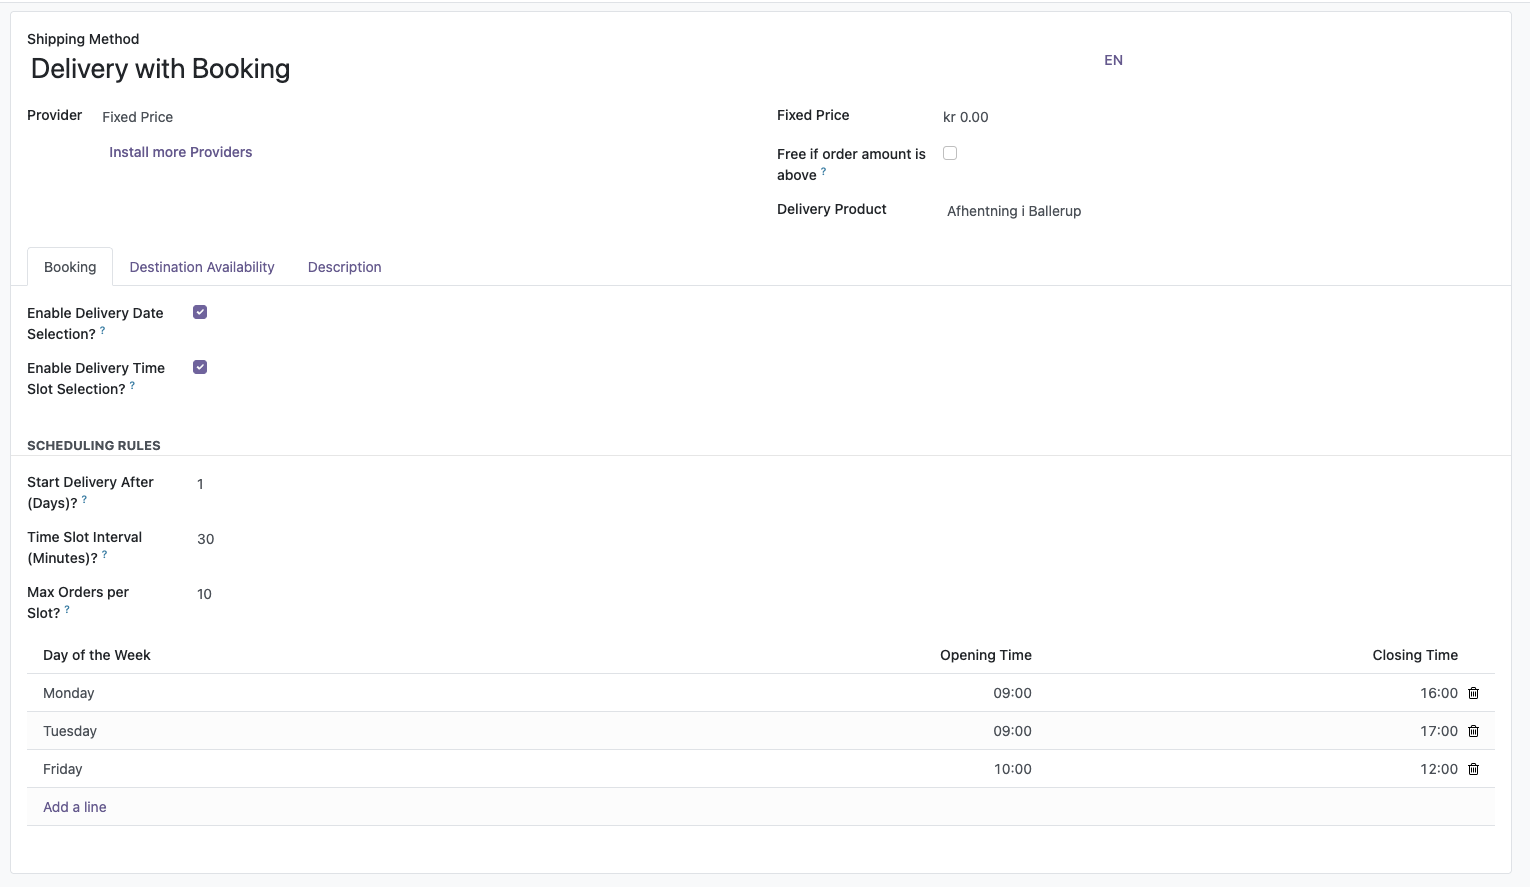 Shipping Method
Delivery with Booking
EN
Provider Fixed Price
Install more Providers
Fixed Price kr 0.00
Free if order amount is
above ?
Delivery Product Afhentning i Ballerup
Booking Destination Availability Description
Enable Delivery Date
Selection? ?
Enable Delivery Time
Slot Selection? ?
SCHEDULING RULES
Start Delivery After
(Days)? ? 1
Time Slot Interval
(Minutes)? ? 30
Max Orders per
Slot? ? 10
Day of the Week Opening Time Closing Time
Monday 09:00 16:00
Tuesday 09:00 17:00
Friday 10:00 12:00
Add a line